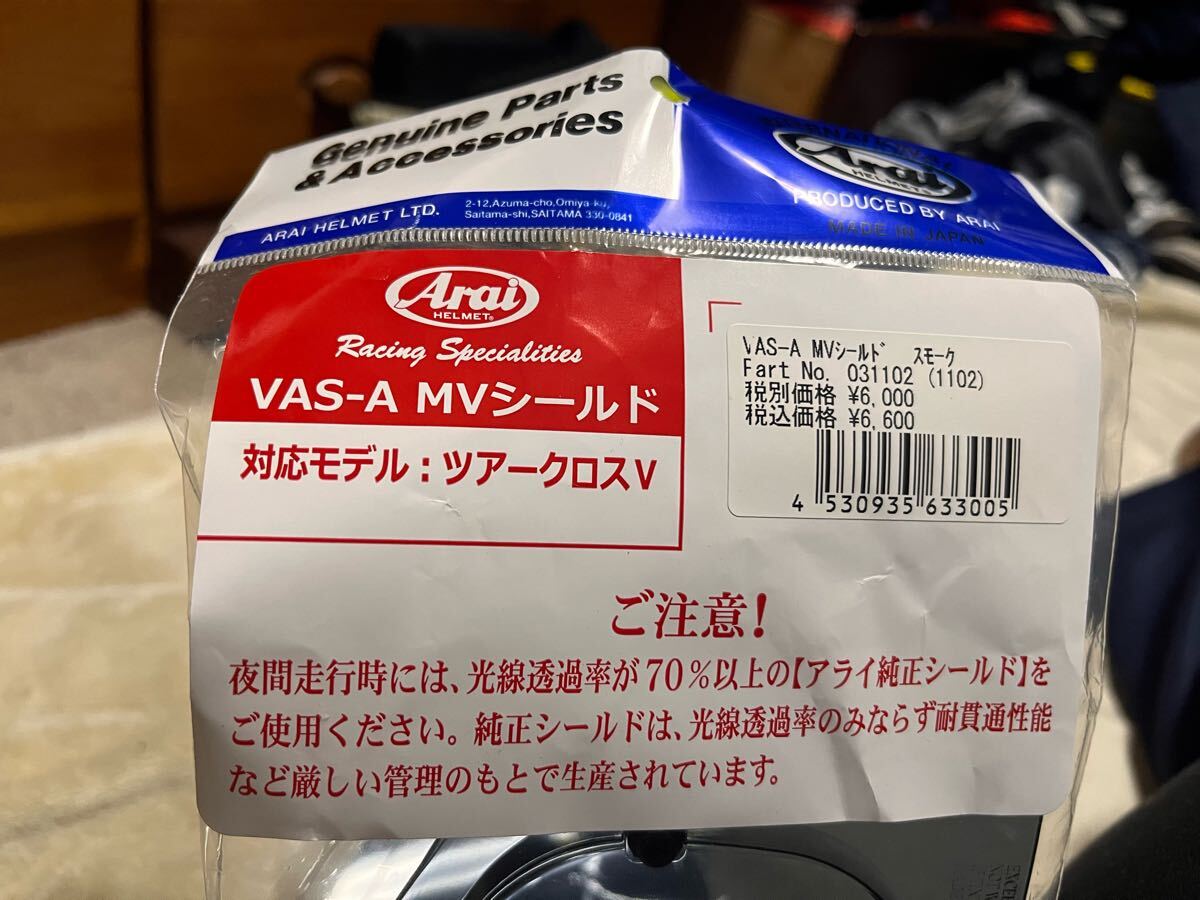 Genuine Parts
& Accessories
ARAI HELMET LTD.
2-12,Azuma-cho,Omiya-ku,
Saitama-shi,SAITAMA 330-0841
Arai
HELMET
PRODUCED BY ARAI
MADE IN JAPAN
Arai
HELMET
Racing Specialities
VAS-A MVシールド
対応モデル：ツアークロスV
VAS-A MVシールド スモーク
Part No. 031102 (1102)
税別価格 ¥6,000
税込価格 ¥6,600
4 530935 633005
ご注意！
夜間走行時には、光線透過率が70％以上の【アライ純正シールド】を
ご使用ください。純正シールドは、光線透過率のみならず耐貫通性能
など厳しい管理のもとで生産されています。